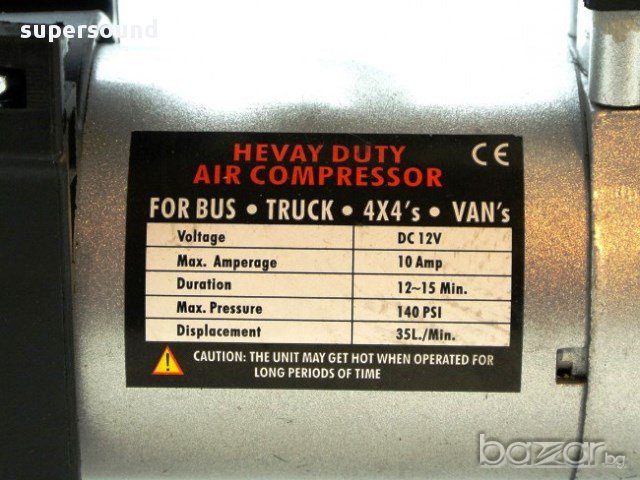 supersound
HEVAY DUTY
AIR COMPRESSOR
CE
FOR BUS • TRUCK • 4X4's • VAN's
Voltage DC 12V
Max. Amperage 10 Amp
Duration 12~15 Min.
Max. Pressure 140 PSI
Displacement 35L./Min.
CAUTION: THE UNIT MAY GET HOT WHEN OPERATED FOR
LONG PERIODS OF TIME
bazar.bg